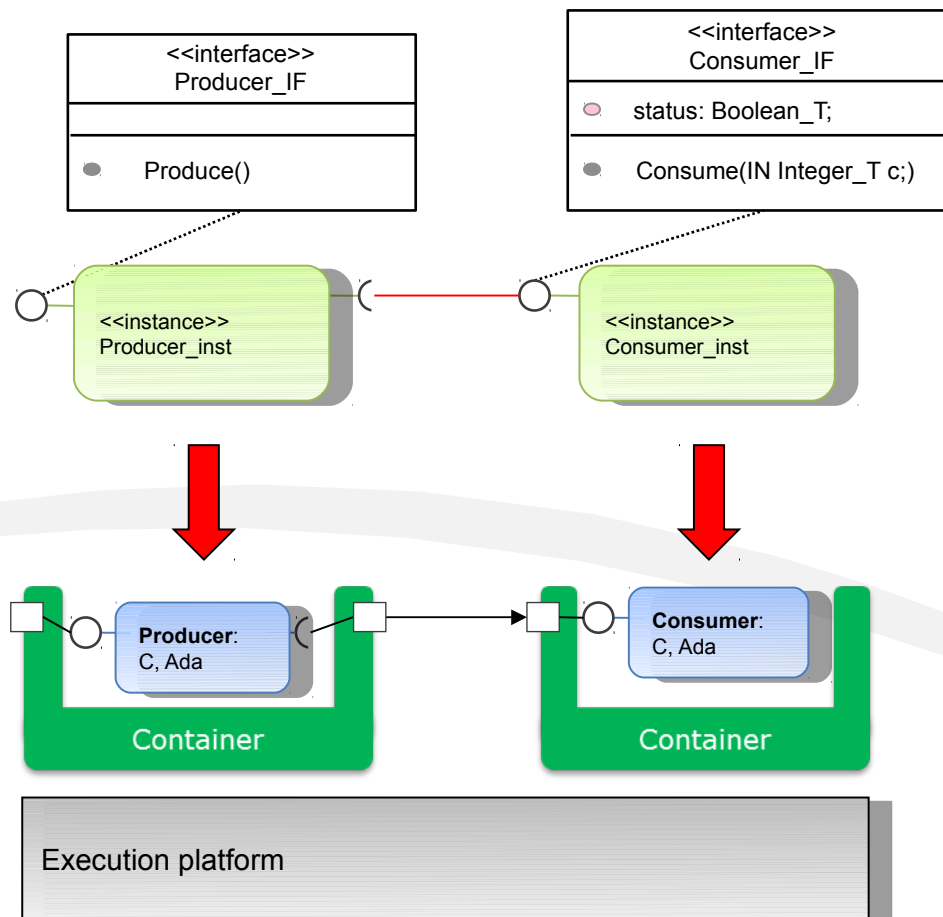 <<interface>>
Producer_IF
Produce()
<<interface>>
Consumer_IF
status: Boolean_T;
Consume(IN Integer_T c;)
<<instance>>
Producer_inst
<<instance>>
Consumer_inst
Producer:
C, Ada
Consumer:
C, Ada
Container
Container
Execution platform